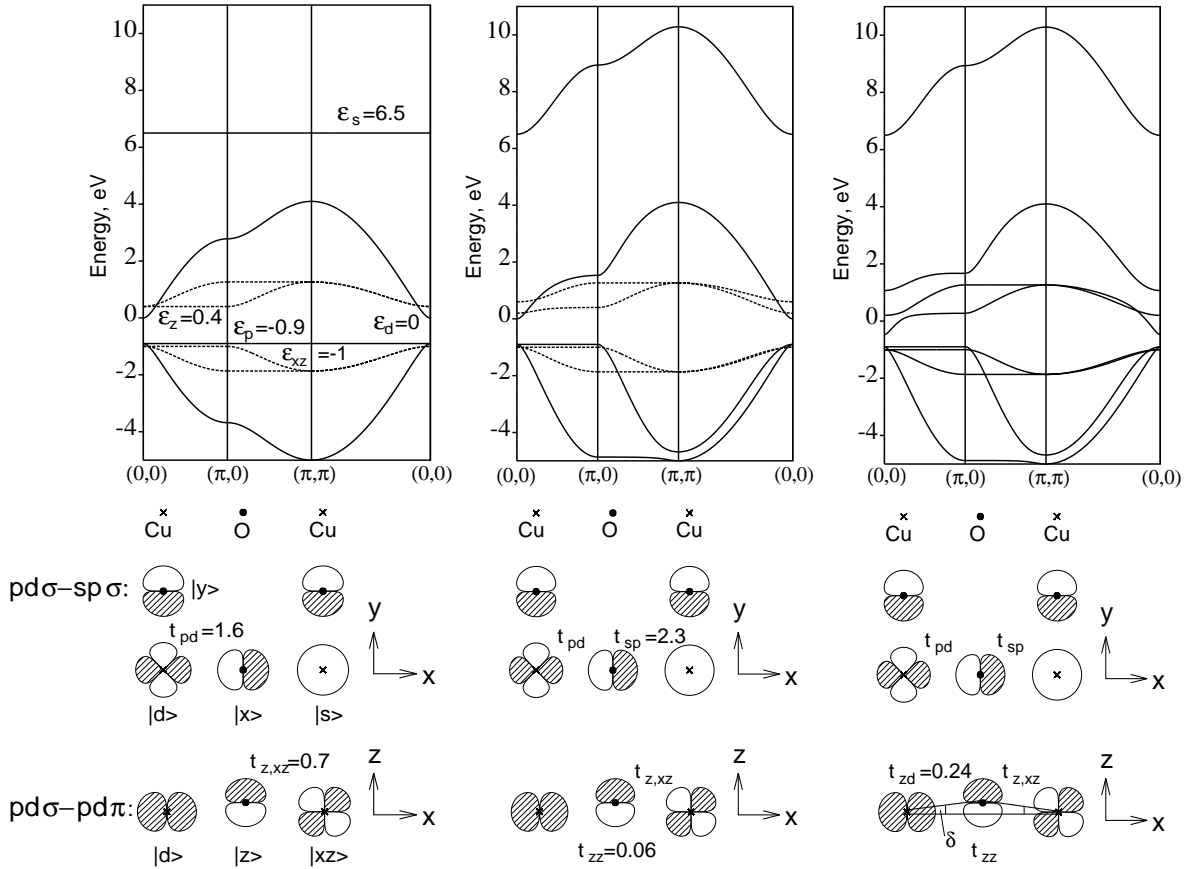 10
8
6
4
2
0
-2
-4
Energy, eV
ε_s=6.5
ε_z=0.4
ε_p=-0.9
ε_d=0
ε_xz=-1
(0,0) (π,0) (π,π) (0,0)
10
8
6
4
2
0
-2
-4
Energy, eV
(0,0) (π,0) (π,π) (0,0)
10
8
6
4
2
0
-2
-4
Energy, eV
(0,0) (π,0) (π,π) (0,0)
Cu O Cu
Cu O Cu
Cu O Cu
pdσ−spσ:
|y>
t_pd=1.6
|d> |x> |s>
y
x
t_pd t_sp=2.3
y
x
t_pd t_sp
y
x
pdσ−pdπ:
t_z,xz=0.7
|d> |z> |xz>
z
x
t_z,xz
t_zz=0.06
z
x
t_zd=0.24 t_z,xz
δ
t_zz
z
x